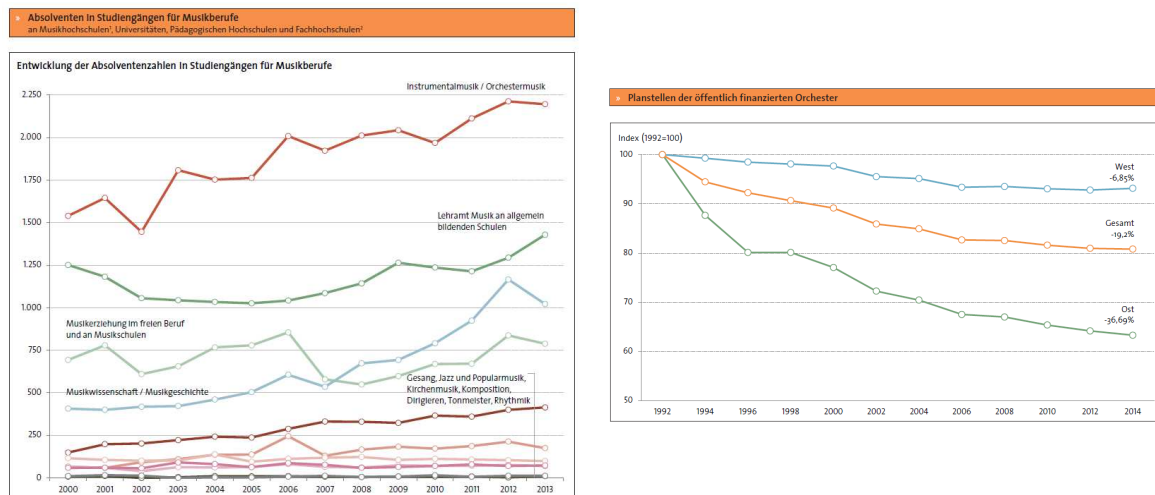 » Absolventen in Studiengängen für Musikberufe
an Musikhochschulen¹, Universitäten, Pädagogischen Hochschulen und Fachhochschulen²
Entwicklung der Absolventenzahlen in Studiengängen für Musikberufe
Instrumentalmusik / Orchestermusik
2.250
2.000
1.750
1.500
1.250
1.000
750
500
250
0
Lehramt Musik an allgemein
bildenden Schulen
Musikerziehung im freien Beruf
und an Musikschulen
Musikwissenschaft / Musikgeschichte
Gesang, Jazz und Popularmusik,
Kirchenmusik, Komposition,
Dirigieren, Tonmeister, Rhythmik
2000 2001 2002 2003 2004 2005 2006 2007 2008 2009 2010 2011 2012 2013
» Planstellen der öffentlich finanzierten Orchester
Index (1992=100)
100
90
80
70
60
50
West
-6,85%
Gesamt
-19,2%
Ost
-36,69%
1992 1994 1996 1998 2000 2002 2004 2006 2008 2010 2012 2014